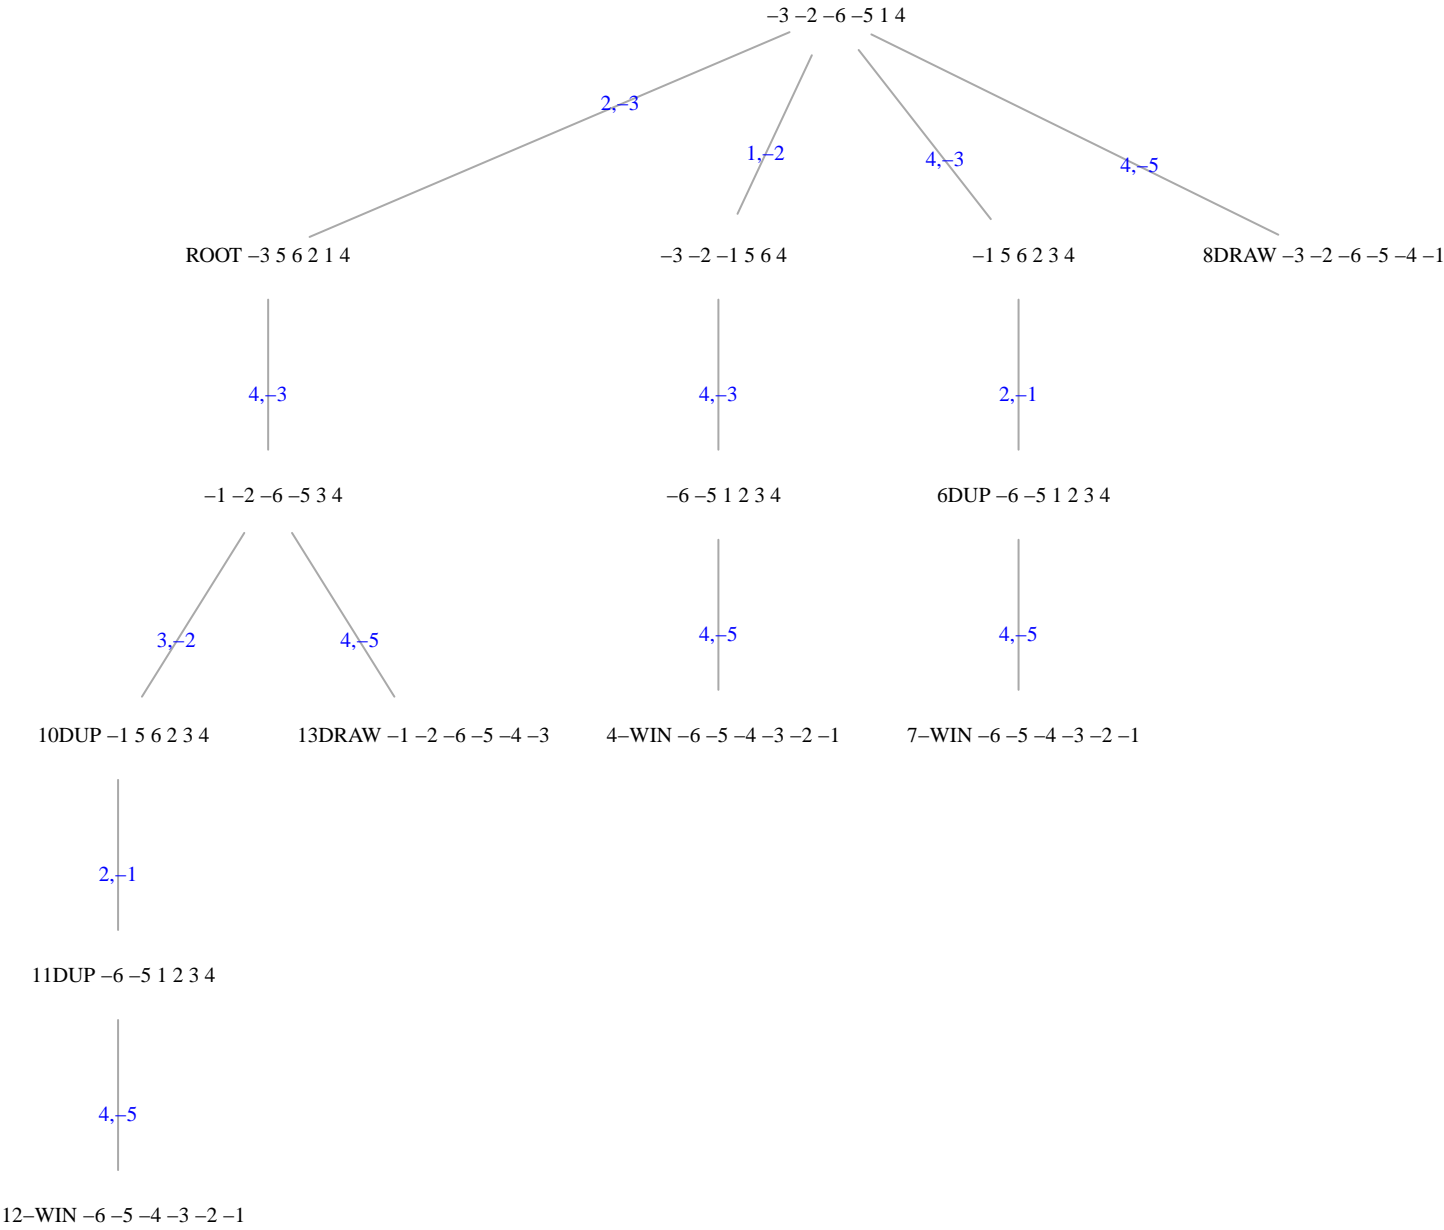 –3 –2 –6 –5 1 4
2,–3
1,–2
4,–3
4,–5
ROOT –3 5 6 2 1 4
–3 –2 –1 5 6 4
–1 5 6 2 3 4
8DRAW –3 –2 –6 –5 –4 –1
4,–3
4,–3
2,–1
–1 –2 –6 –5 3 4
–6 –5 1 2 3 4
6DUP –6 –5 1 2 3 4
3,–2
4,–5
4,–5
4,–5
10DUP –1 5 6 2 3 4
13DRAW –1 –2 –6 –5 –4 –3
4–WIN –6 –5 –4 –3 –2 –1
7–WIN –6 –5 –4 –3 –2 –1
2,–1
11DUP –6 –5 1 2 3 4
4,–5
12–WIN –6 –5 –4 –3 –2 –1